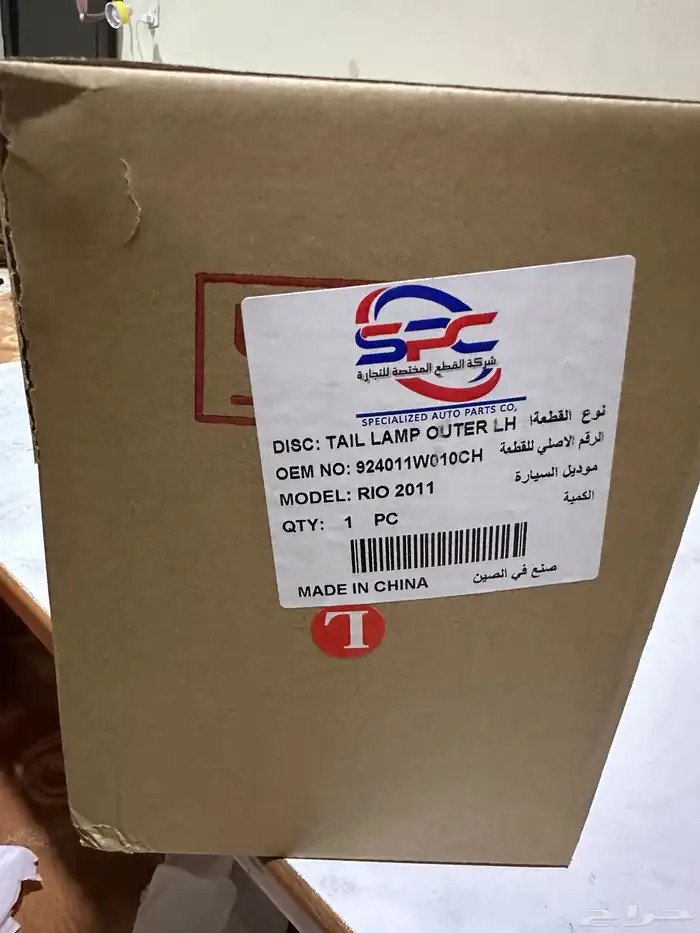 SPC
شركة القطع المختصة للتجارة
SPECIALIZED AUTO PARTS CO,
DISC: TAIL LAMP OUTER LH نوع القطعة
OEM NO: 924011W010CH الرقم الاصلي للقطعة
MODEL: RIO 2011 موديل السيارة
QTY: 1 PC الكمية
MADE IN CHINA صنع في الصين
L
حراج